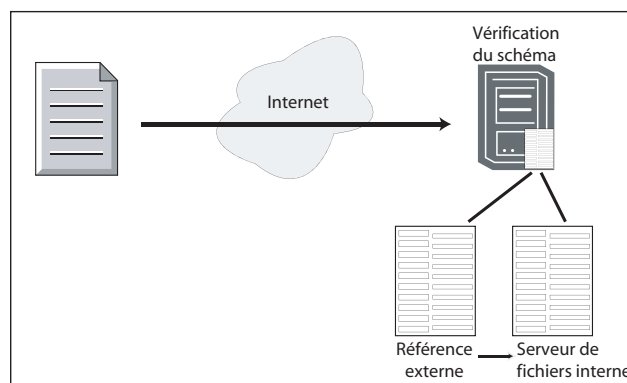 Vérification
du schéma
Internet
Référence
externe
Serveur de
fichiers interne